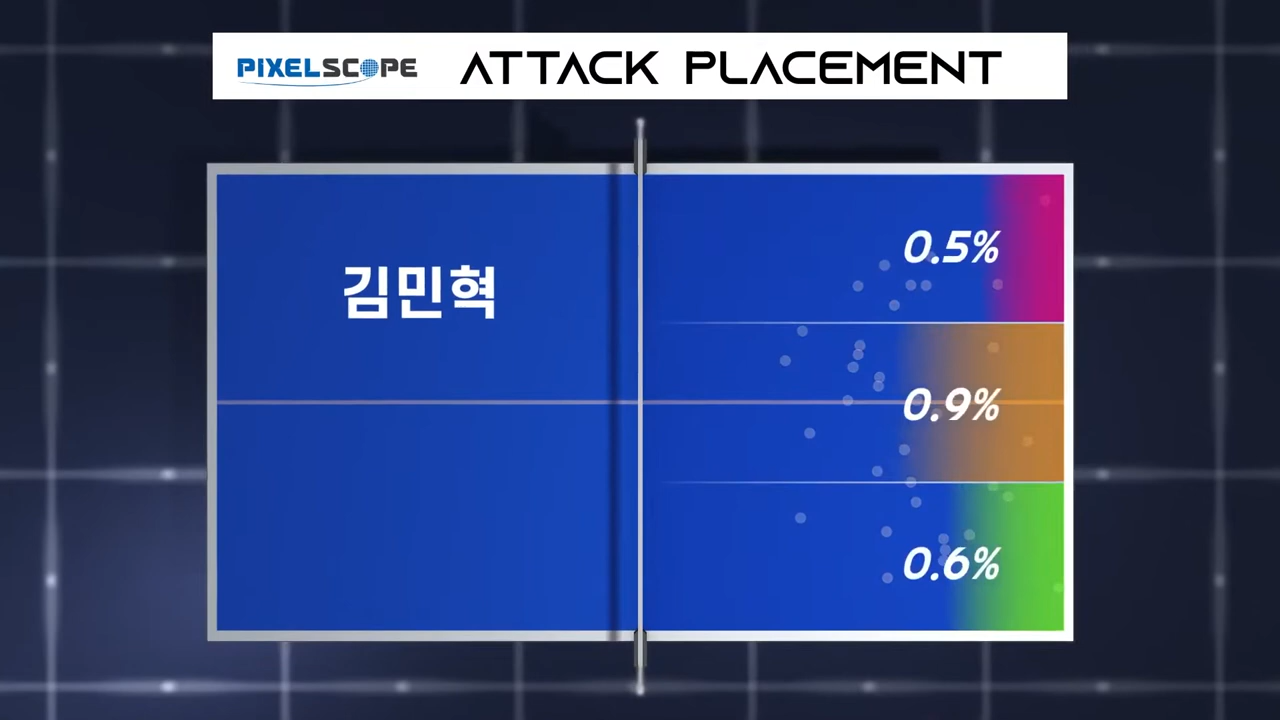 PIXELSCOPE ATTACK PLACEMENT
김민혁
0.5%
0.9%
0.6%